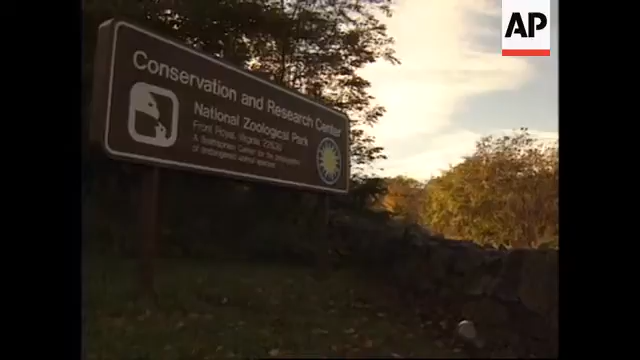 AP
Conservation and Research Center
National Zoological Park
Front Royal, Virginia 22630
A Smithsonian Center for the propagation
of endangered animal species